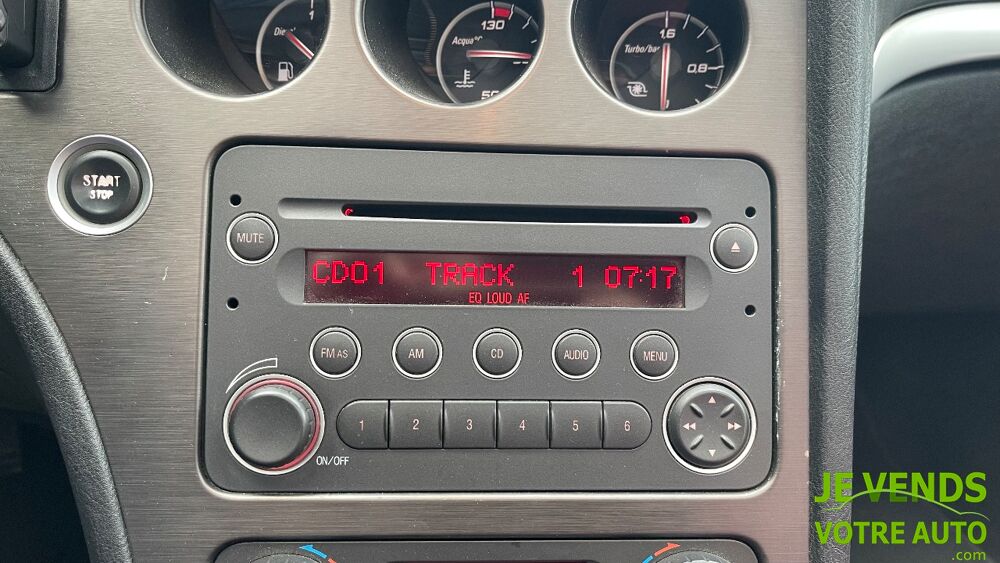 Die
1
130
Acqua°C
50
1,6
Turbo/bar
0,8
START
STOP
MUTE
CD01 TRACK 1 07:17
EQ LOUD AF
FM AS
AM
CD
AUDIO
MENU
1 2 3 4 5 6
ON/OFF
JE VENDS
VOTRE AUTO
.com